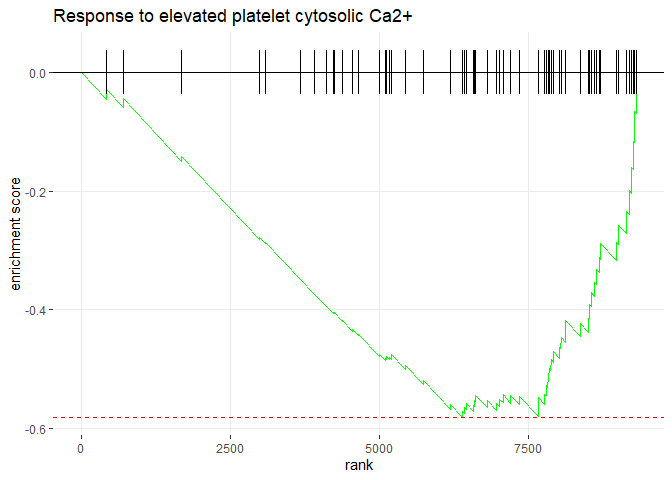 Response to elevated platelet cytosolic Ca2+
0.0
-0.2
enrichment score
-0.4
-0.6
0 2500 5000 7500
rank